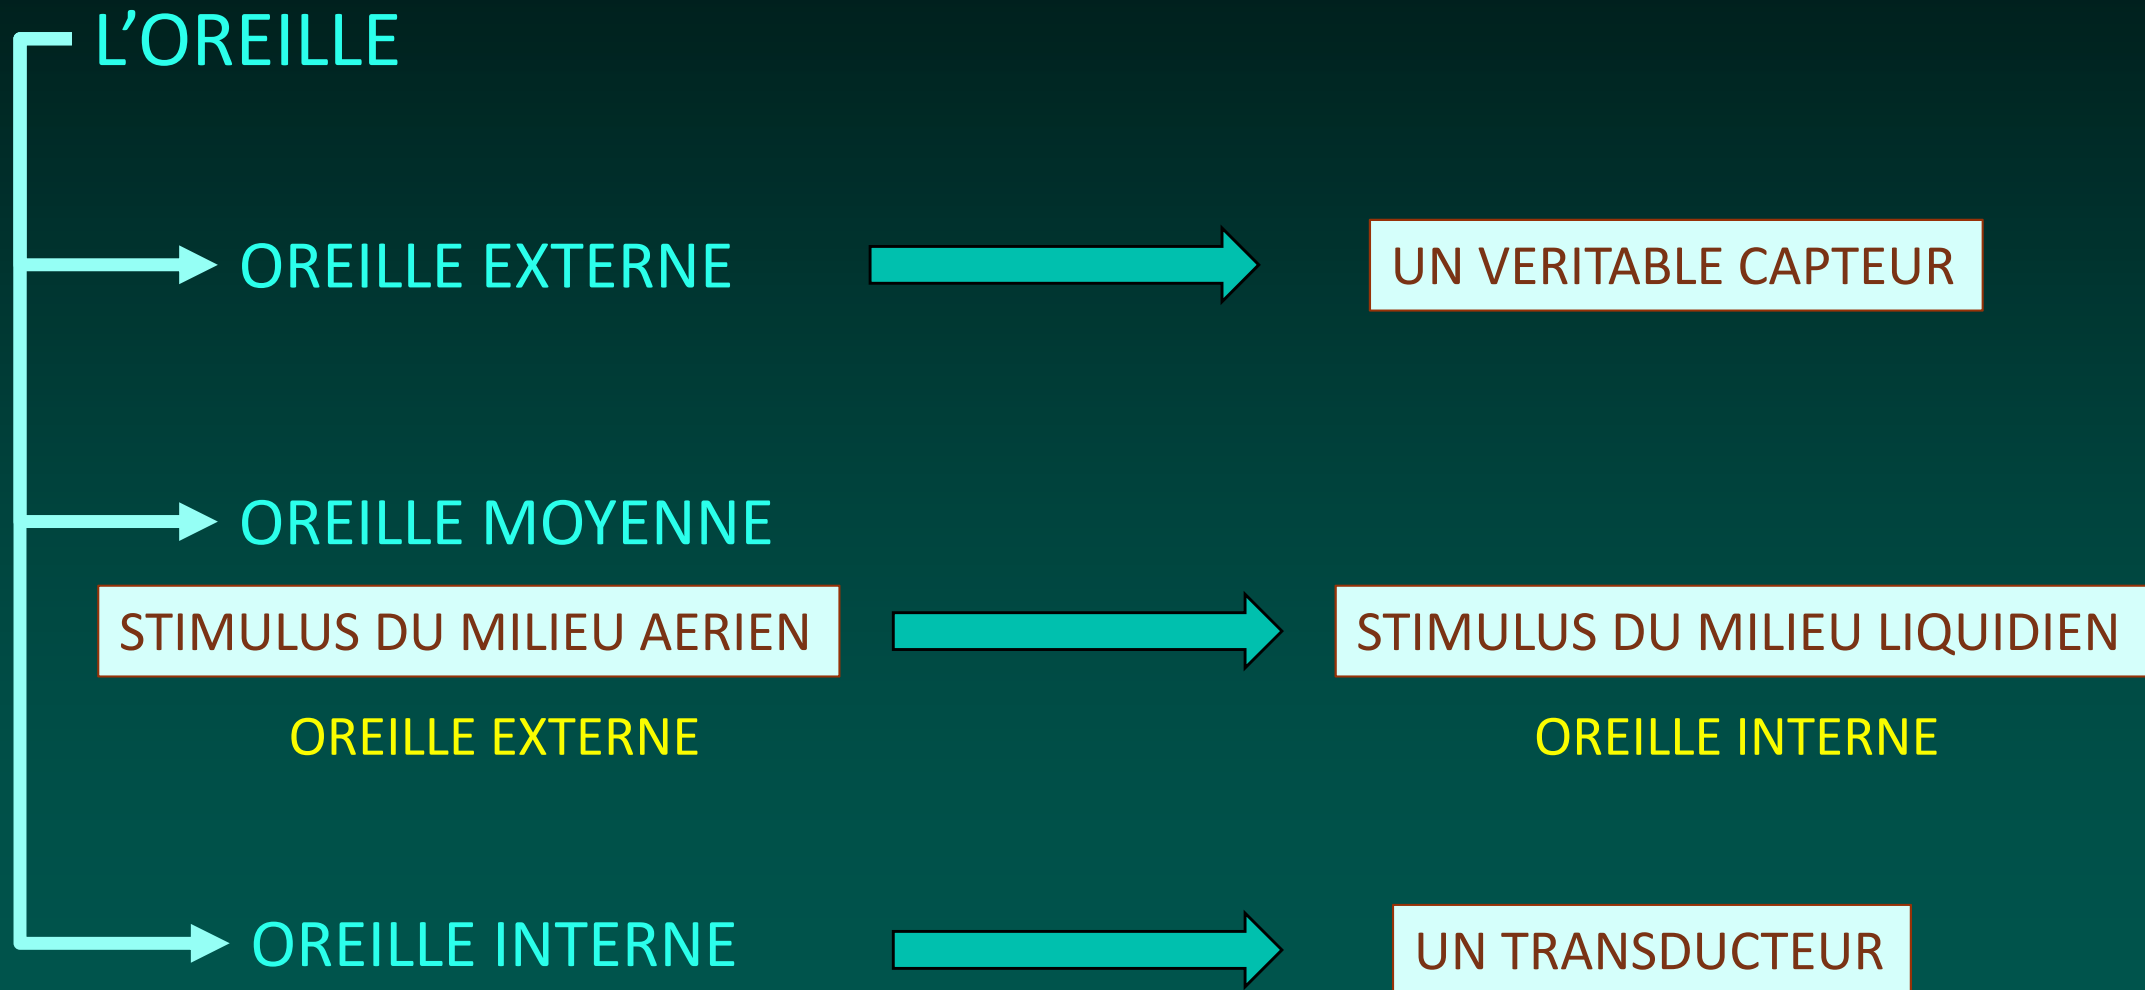 L’OREILLE
OREILLE EXTERNE
UN VERITABLE CAPTEUR
OREILLE MOYENNE
STIMULUS DU MILIEU AERIEN
STIMULUS DU MILIEU LIQUIDIEN
OREILLE EXTERNE
OREILLE INTERNE
OREILLE INTERNE
UN TRANSDUCTEUR